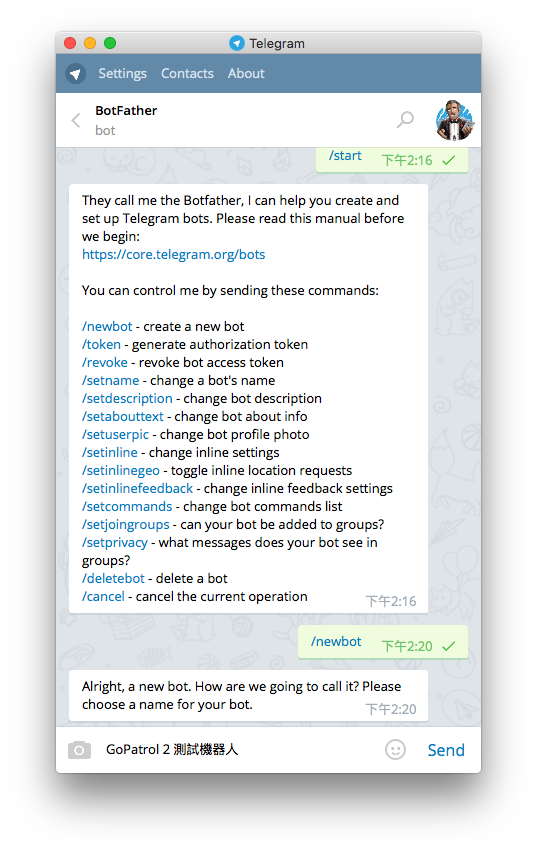 Telegram
Settings Contacts About
BotFather
bot
/start 下午2:16
They call me the Botfather, I can help you create and
set up Telegram bots. Please read this manual before
we begin:
https://core.telegram.org/bots
You can control me by sending these commands:
/newbot - create a new bot
/token - generate authorization token
/revoke - revoke bot access token
/setname - change a bot's name
/setdescription - change bot description
/setabouttext - change bot about info
/setuserpic - change bot profile photo
/setinline - change inline settings
/setinlinegeo - toggle inline location requests
/setinlinefeedback - change inline feedback settings
/setcommands - change bot commands list
/setjoingroups - can your bot be added to groups?
/setprivacy - what messages does your bot see in
groups?
/deletebot - delete a bot
/cancel - cancel the current operation
下午2:16
/newbot 下午2:20
Alright, a new bot. How are we going to call it? Please
choose a name for your bot.
下午2:20
GoPatrol 2 測試機器人 Send